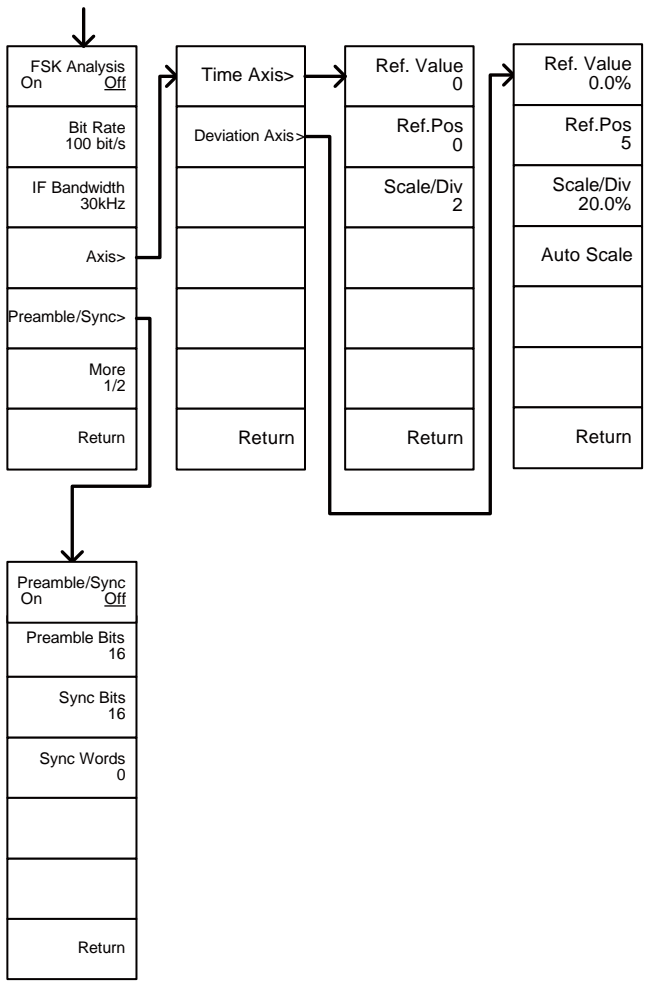 FSK Analysis
On Off
Bit Rate
100 bit/s
IF Bandwidth
30kHz
Axis>
Preamble/Sync>
More
1/2
Return
Time Axis>
Deviation Axis>
Return
Ref. Value
0
Ref.Pos
0
Scale/Div
2
Return
Ref. Value
0.0%
Ref.Pos
5
Scale/Div
20.0%
Auto Scale
Return
Preamble/Sync
On Off
Preamble Bits
16
Sync Bits
16
Sync Words
0
Return